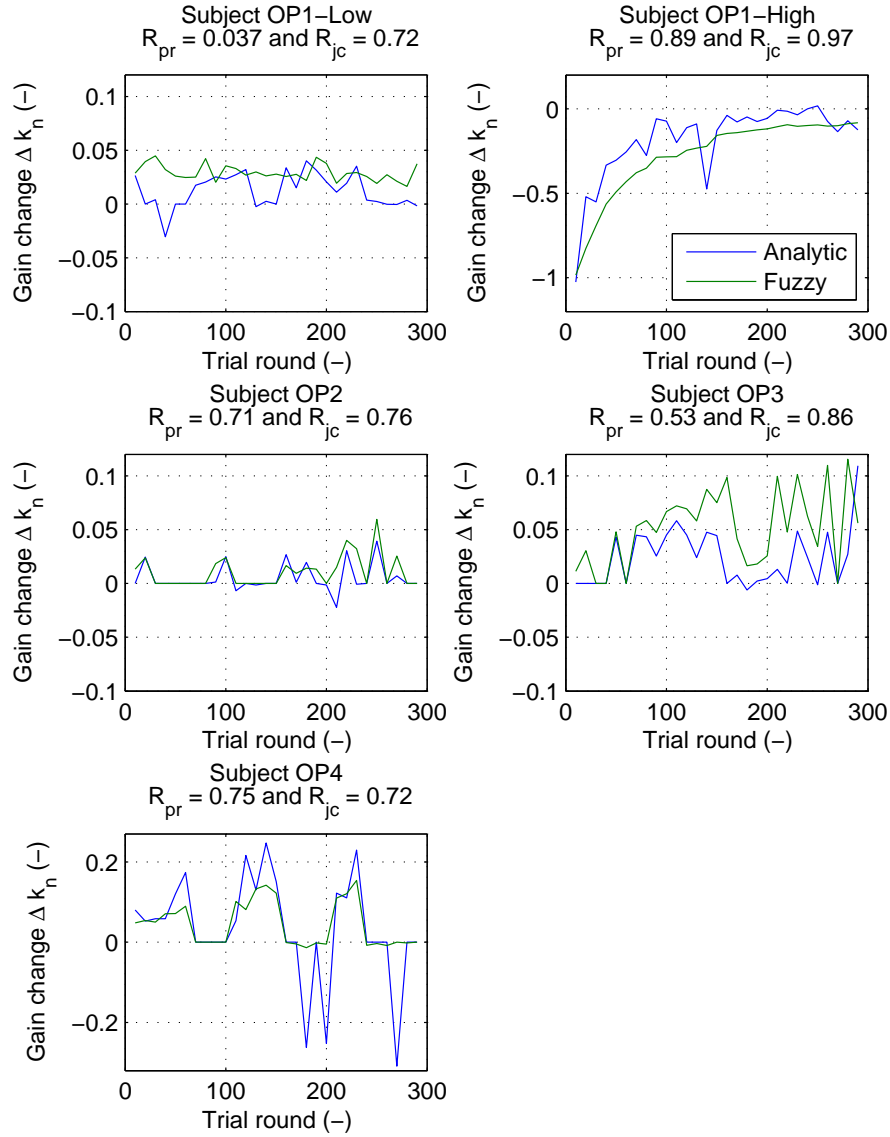 Subject OP1−Low
R_pr = 0.037 and R_jc = 0.72
Gain change Δ k_n (−)
0.1
0.05
0
−0.05
−0.1
0 100 200 300
Trial round (−)
Subject OP1−High
R_pr = 0.89 and R_jc = 0.97
Gain change Δ k_n (−)
0
−0.5
−1
Analytic
Fuzzy
0 100 200 300
Trial round (−)
Subject OP2
R_pr = 0.71 and R_jc = 0.76
Gain change Δ k_n (−)
0.1
0.05
0
−0.05
−0.1
0 100 200 300
Trial round (−)
Subject OP3
R_pr = 0.53 and R_jc = 0.86
Gain change Δ k_n (−)
0.1
0.05
0
−0.05
−0.1
0 100 200 300
Trial round (−)
Subject OP4
R_pr = 0.75 and R_jc = 0.72
Gain change Δ k_n (−)
0.2
0
−0.2
0 100 200 300
Trial round (−)